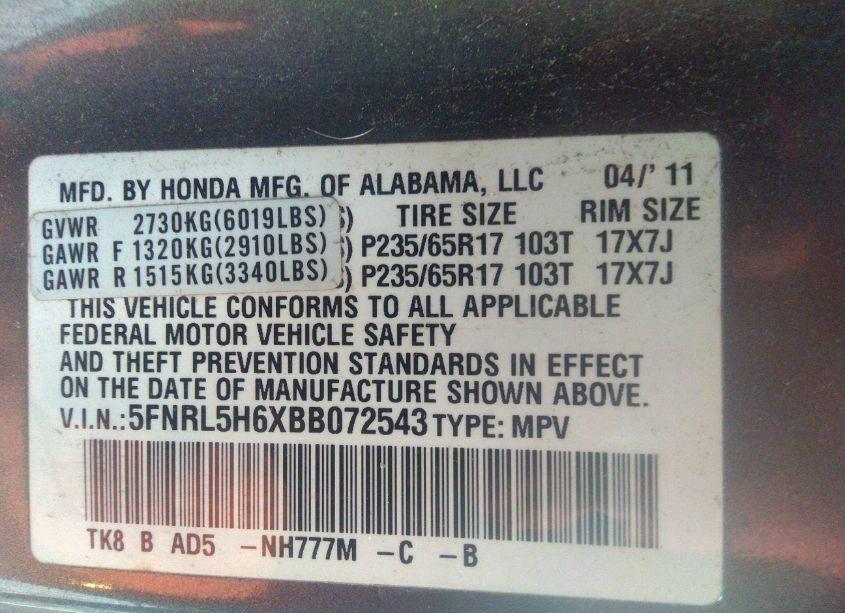 MFD. BY HONDA MFG. OF ALABAMA, LLC 04/' 11
GVWR 2730KG(6019LBS) ) TIRE SIZE RIM SIZE
GAWR F 1320KG(2910LBS) ) P235/65R17 103T 17X7J
GAWR R 1515KG(3340LBS) ) P235/65R17 103T 17X7J
THIS VEHICLE CONFORMS TO ALL APPLICABLE
FEDERAL MOTOR VEHICLE SAFETY
AND THEFT PREVENTION STANDARDS IN EFFECT
ON THE DATE OF MANUFACTURE SHOWN ABOVE.
V.I.N.:5FNRL5H6XBB072543 TYPE: MPV
TK8 B AD5 -NH777M -C -B